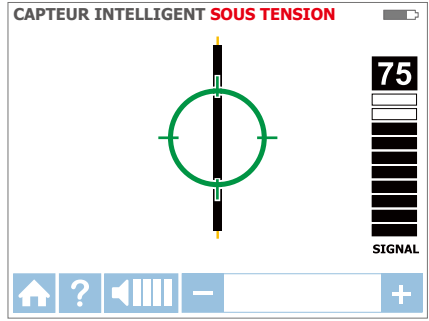 CAPTEUR INTELLIGENT SOUS TENSION
75
SIGNAL
?
− +